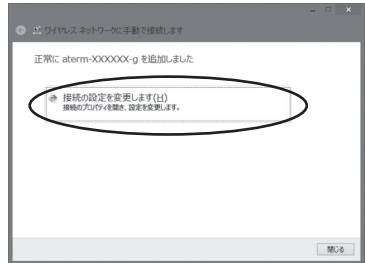 ワイヤレス ネットワークに手動で接続します
正常に aterm-XXXXXX-g を追加しました
接続の設定を変更します(H)
接続のプロパティを開き、設定を変更します。
閉じる